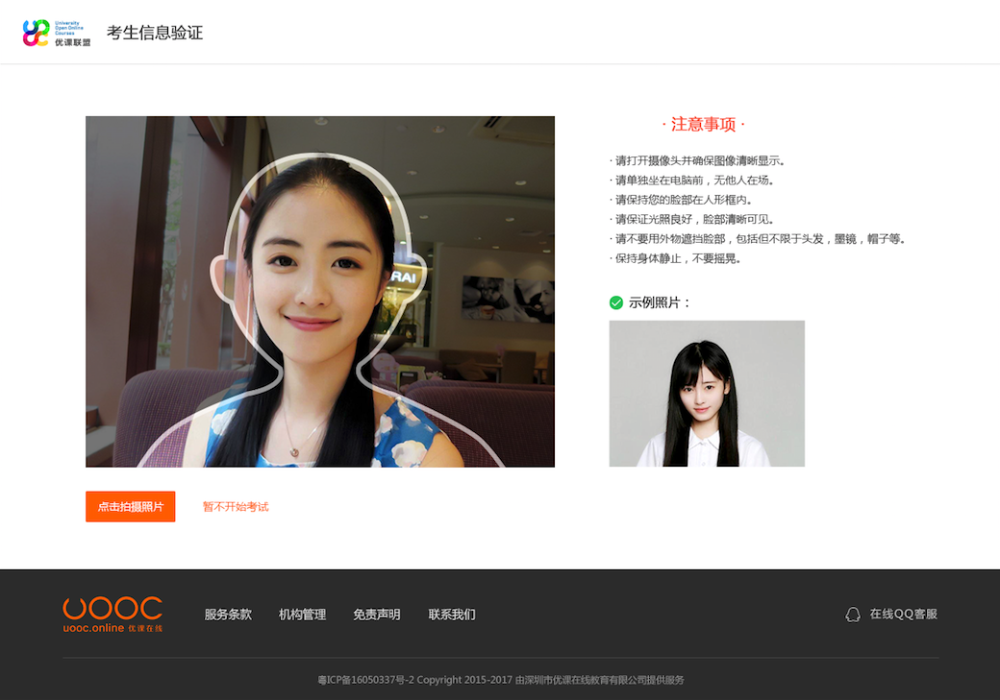 University
Open Online
Courses
优课联盟
考生信息验证
RAI
· 注意事项 ·
· 请打开摄像头并确保图像清晰显示。
· 请单独坐在电脑前，无他人在场。
· 请保持您的脸部在人形框内。
· 请保证光照良好，脸部清晰可见。
· 请不要用外物遮挡脸部，包括但不限于头发，墨镜，帽子等。
· 保持身体静止，不要摇晃。
示例照片：
点击拍摄照片
暂不开始考试
UOOC
uooc.online 优课在线
服务条款
机构管理
免责声明
联系我们
在线QQ客服
粤ICP备16050337号-2 Copyright 2015-2017 由深圳市优课在线教育有限公司提供服务